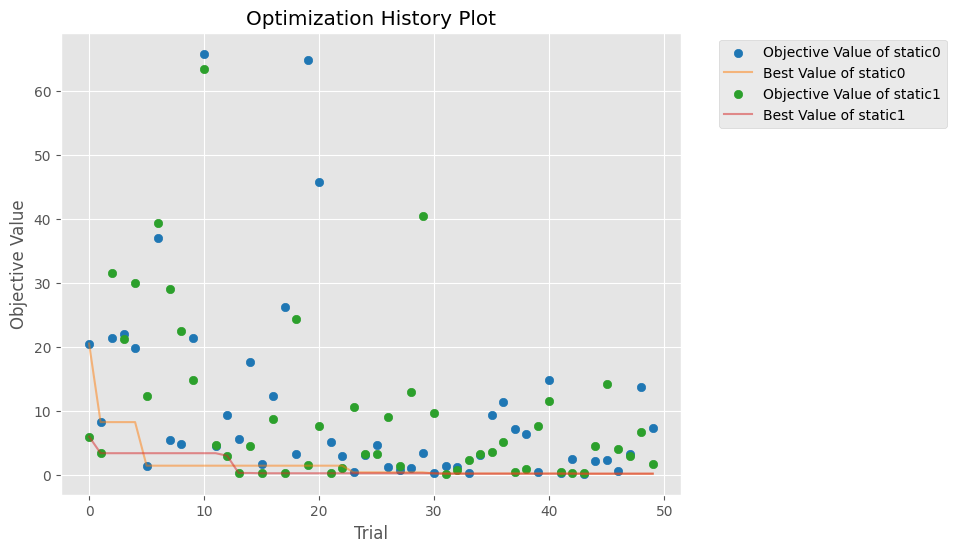 Optimization History Plot
Objective Value of static0
Best Value of static0
Objective Value of static1
Best Value of static1
Objective Value
60
50
40
30
20
10
0
0 10 20 30 40 50
Trial